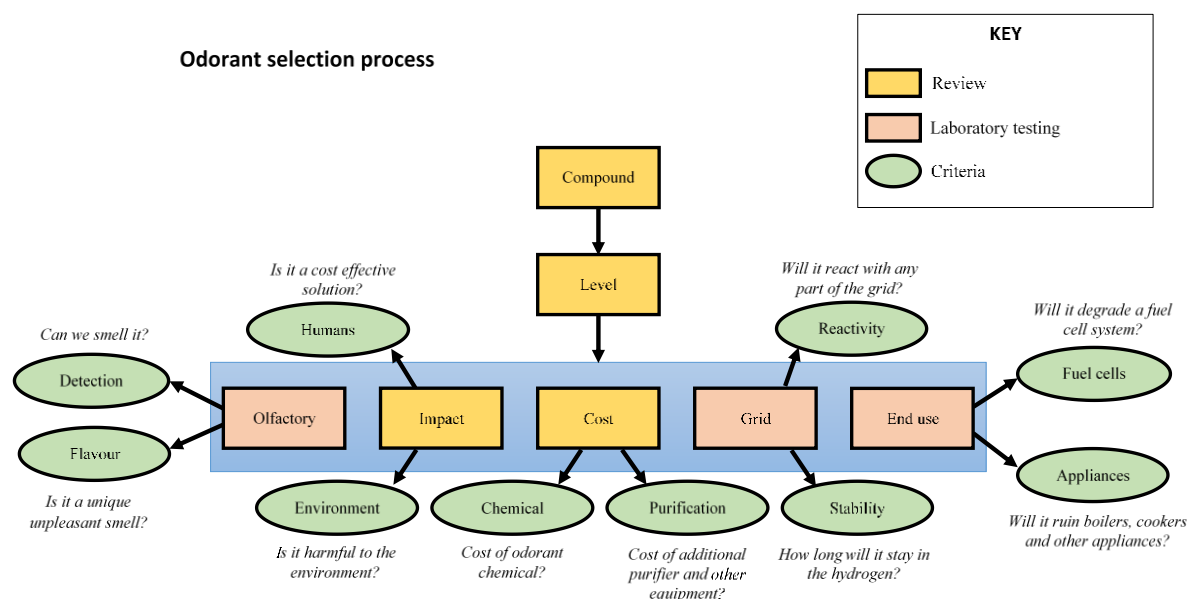 Odorant selection process
KEY
Review
Laboratory testing
Criteria
Compound
Level
Is it a cost effective
solution?
Humans
Will it react with any
part of the grid?
Reactivity
Can we smell it?
Detection
Will it degrade a fuel
cell system?
Fuel cells
Olfactory
Impact
Cost
Grid
End use
Flavour
Is it a unique
unpleasant smell?
Appliances
Will it ruin boilers, cookers
and other appliances?
Environment
Is it harmful to the
environment?
Chemical
Cost of odorant
chemical?
Purification
Cost of additional
purifier and other
equipment?
Stability
How long will it stay in
the hydrogen?